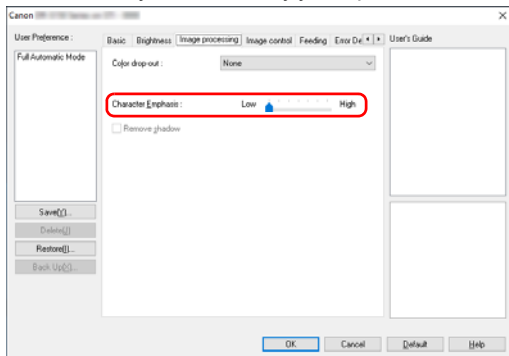 Canon
User Preference :
Full Automatic Mode
Save(Y)...
Delete(J)
Restore(I)...
Back Up(K)...
Basic Brightness Image processing Image control Feeding Error De
Color drop-out : None
Character Emphasis : Low High
Remove shadow
User's Guide
OK Cancel Default Help